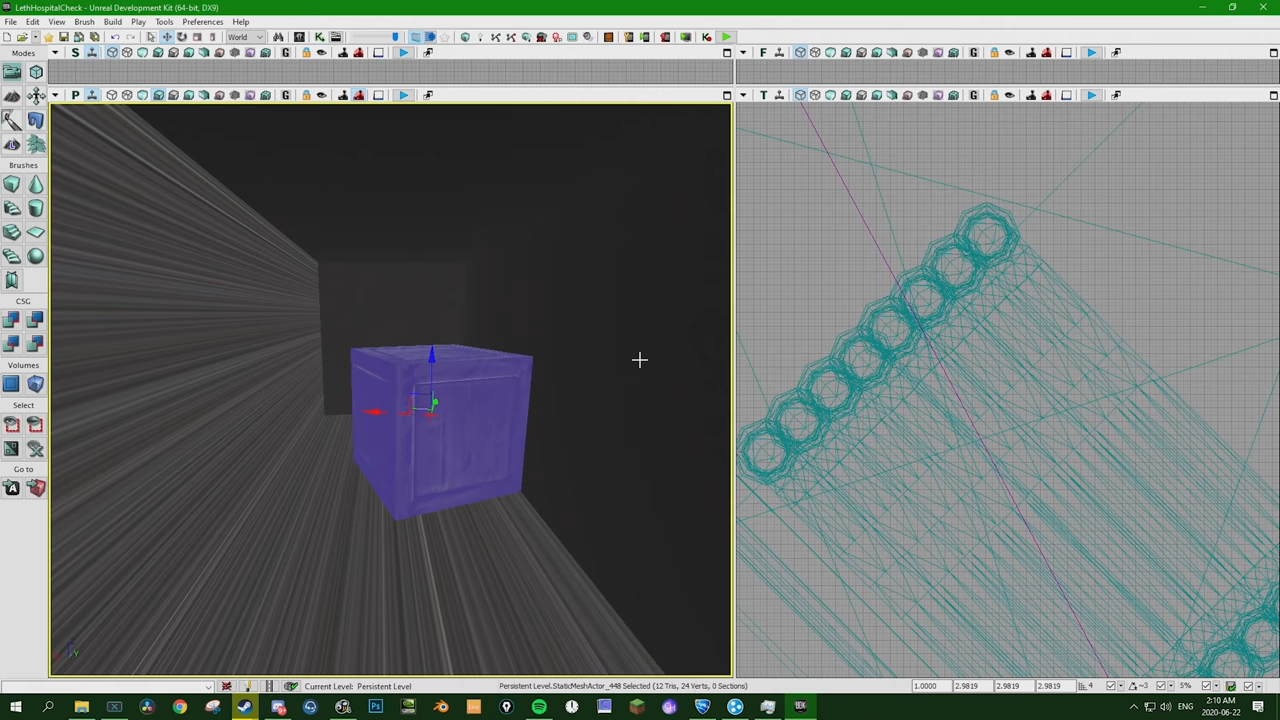 LethHospitalCheck - Unreal Development Kit (64-bit, DX9)
File Edit View Brush Build Play Tools Preferences Help
World
Modes
S
G
F
G
P
G
T
G
Brushes
CSG
Volumes
Select
Go to
Y
Current Level: Persistent Level
Persistent Level.StaticMeshActor_448 Selected (12 Tris, 24 Verts, 0 Sections)
1.0000 2.9819 2.9819 2.9819 4 ~3 5%
ENG 2:10 AM
2020-06-22